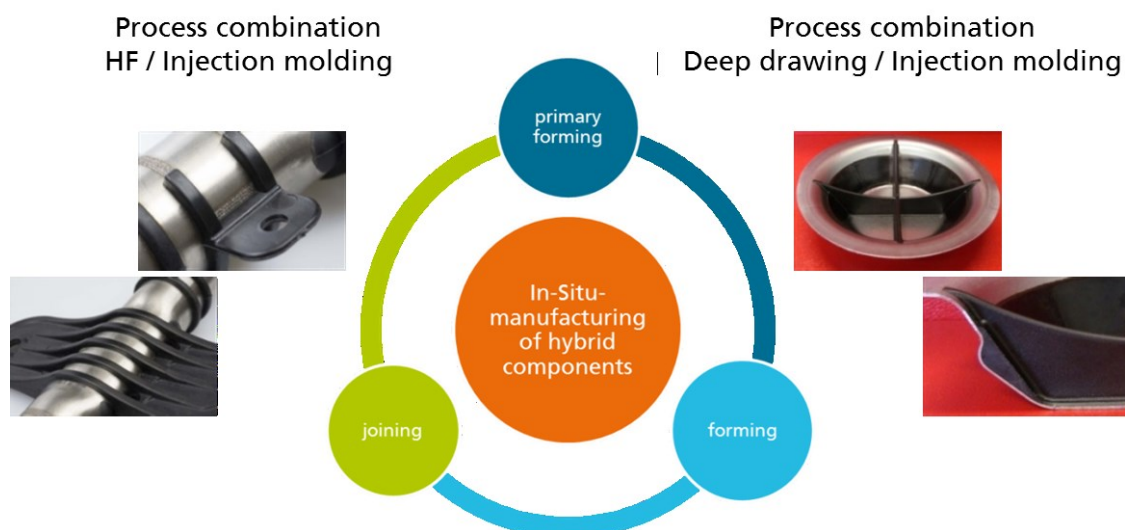 Process combination
HF / Injection molding
Process combination
Deep drawing / Injection molding
primary
forming
In-Situ-
manufacturing
of hybrid
components
joining
forming